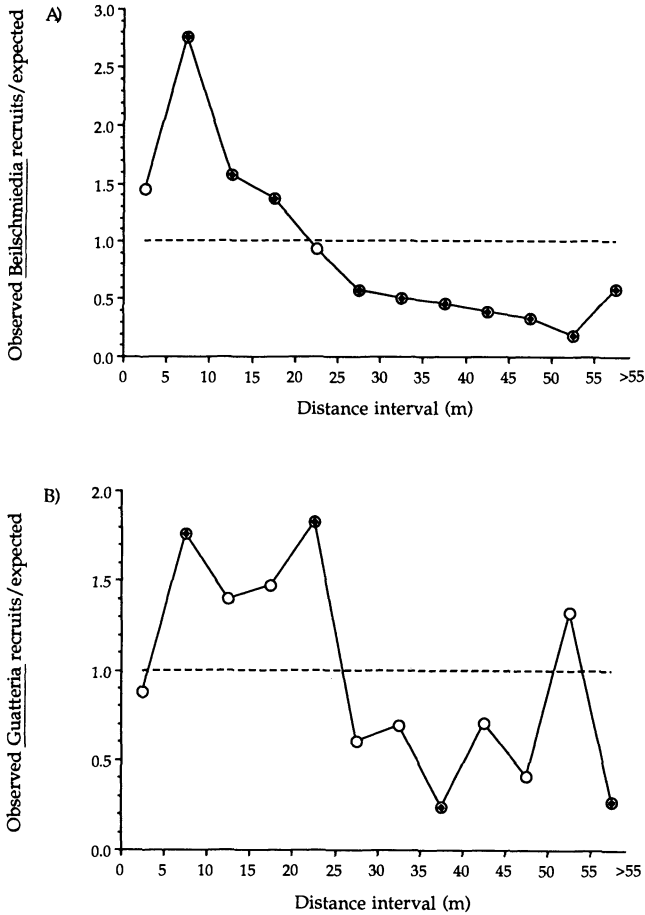 A)
Observed Beilschmiedia recruits/expected
3.0
2.5
2.0
1.5
1.0
0.5
0.0
0 5 10 15 20 25 30 35 40 45 50 55 >55
Distance interval (m)
B)
Observed Guatteria recruits/expected
2.0
1.5
1.0
0.5
0.0
0 5 10 15 20 25 30 35 40 45 50 55 >55
Distance interval (m)